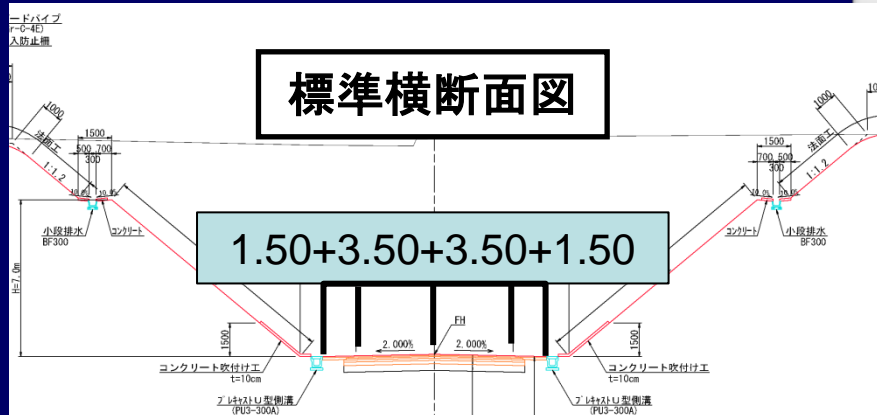 ードパイプ
r-C-4E)
入防止柵
標準横断面図
1000
法面工
1:1.2
1500
500 700
300
10.0%
小段排水
BF300
コンクリート
H=7.0m
1.50+3.50+3.50+1.50
1000
法面工
1:1.2
1500
700 500
300
コンクリート
小段排水
BF300
FH
2.000%
2.000%
1500
1500
コンクリート吹付け工
t=10cm
プレキャストU型側溝
(PU3-300A)
プレキャストU型側溝
(PU3-300A)
コンクリート吹付け工
t=10cm